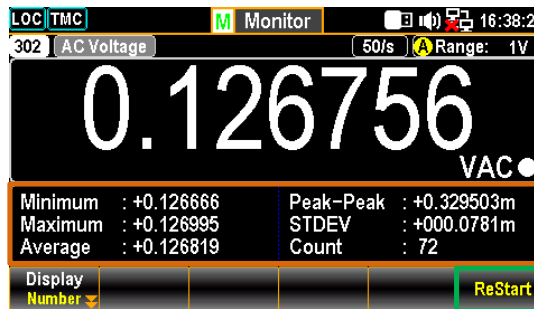 LOC TMC M Monitor 16:38:2
302 AC Voltage 50/s A Range: 1V
0.126756
VAC
Minimum : +0.126666 Peak-Peak : +0.329503m
Maximum : +0.126995 STDEV : +000.0781m
Average : +0.126819 Count : 72
Display
Number
ReStart